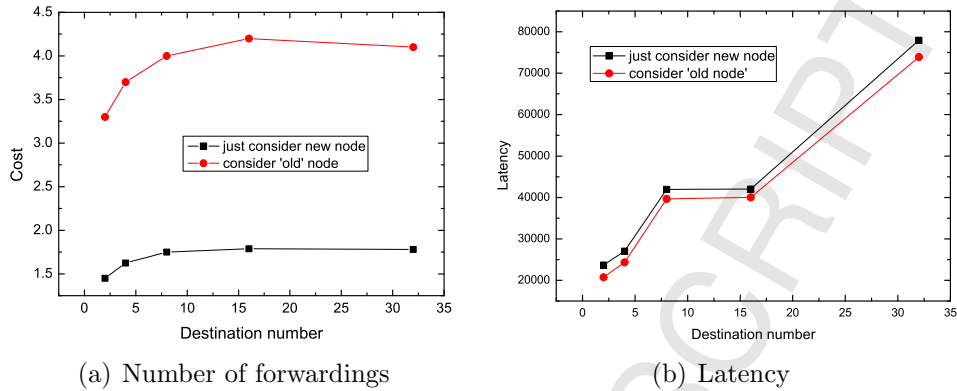 4.5
4.0
3.5
3.0
2.5
2.0
1.5
Cost
just consider new node
consider 'old' node
0 5 10 15 20 25 30 35
Destination number
(a) Number of forwardings
80000
70000
60000
50000
40000
30000
20000
Latency
just consider new node
consider 'old node'
0 5 10 15 20 25 30 35
Destination number
(b) Latency
SCRIPT